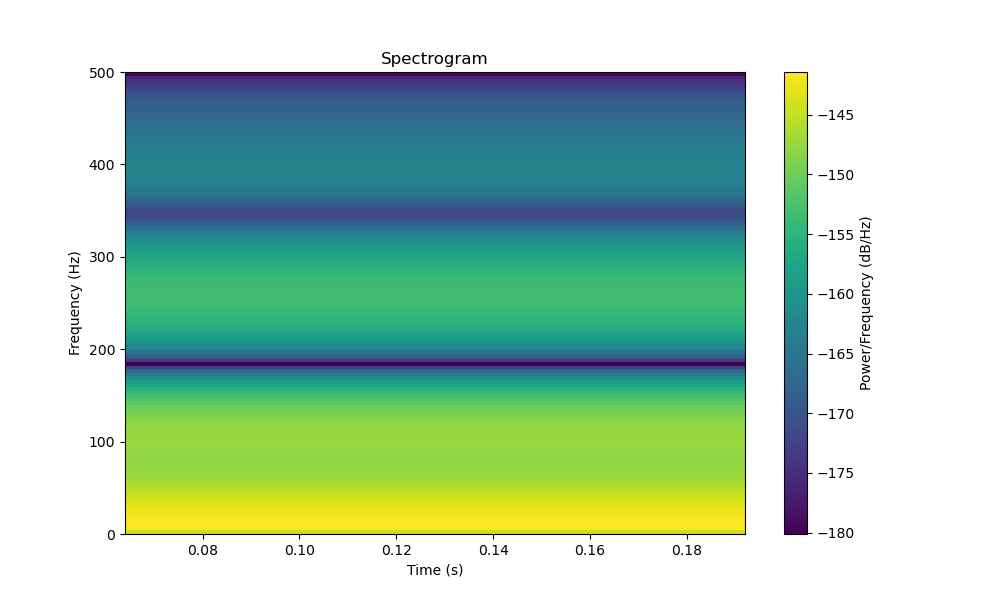 Spectrogram
500
400
300
200
100
0
Frequency (Hz)
0.08 0.10 0.12 0.14 0.16 0.18
Time (s)
−145
−150
−155
−160
−165
−170
−175
−180
Power/Frequency (dB/Hz)